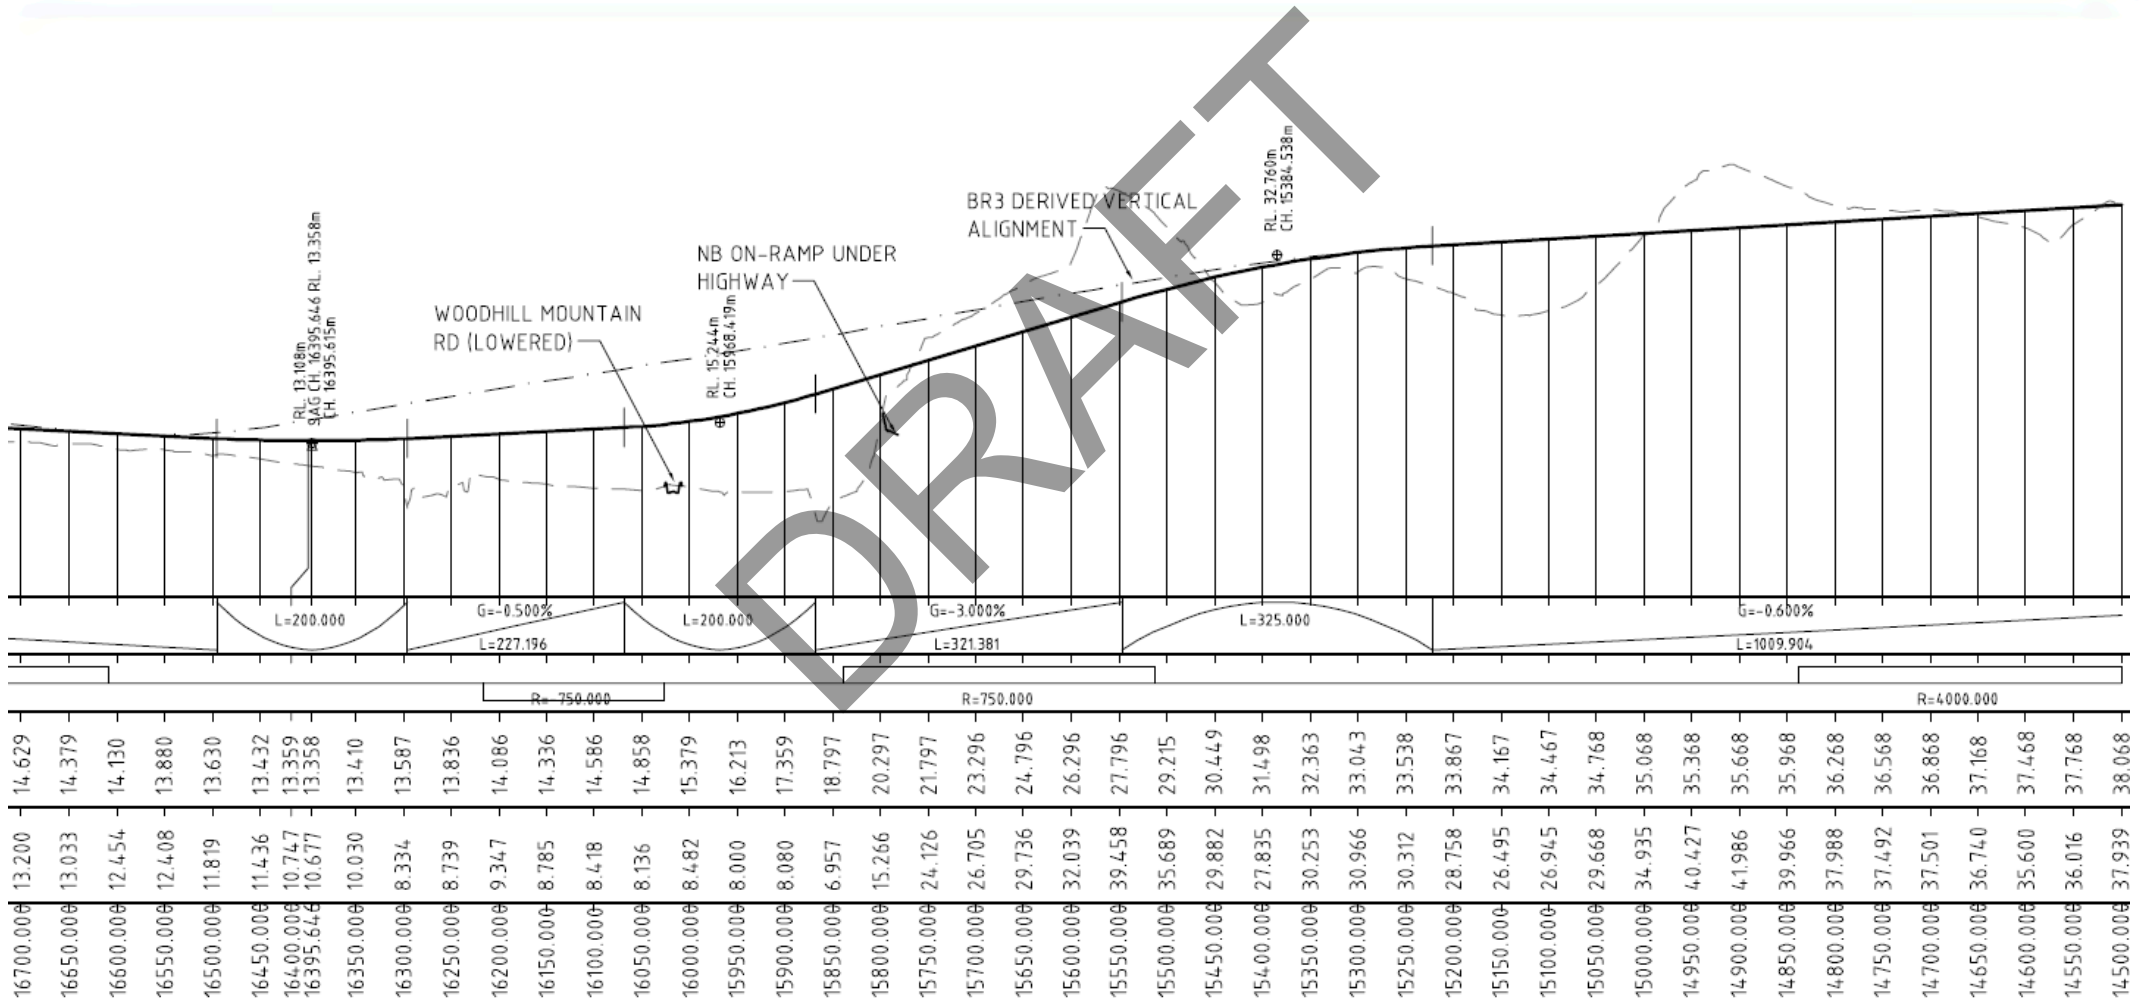 DRAFT
RL. 13.108m
SAG CH. 16395.646 RL. 13.358m
CH. 16395.615m
WOODHILL MOUNTAIN
RD (LOWERED)
RL. 15.244m
CH. 15968.419m
NB ON-RAMP UNDER
HIGHWAY
BR3 DERIVED VERTICAL
ALIGNMENT
RL. 32.760m
CH. 15384.538m
L=200.000
G=-0.500%
L=227.196
L=200.000
G=-3.000%
L=321.381
L=325.000
G=-0.600%
L=1009.904
R=-750.000
R=750.000
R=4000.000
14.629 14.379 14.130 13.880 13.630 13.432 13.359 13.358 13.410 13.587 13.836 14.086 14.336 14.586 14.858 15.379 16.213 17.359 18.797 20.297 21.797 23.296 24.796 26.296 27.796 29.215 30.449 31.498 32.363 33.043 33.538 33.867 34.167 34.467 34.768 35.068 35.368 35.668 35.968 36.268 36.568 36.868 37.168 37.468 37.768 38.068
13.200 13.033 12.454 12.408 11.819 11.436 10.747 10.677 10.030 8.334 8.739 9.347 8.785 8.418 8.136 8.482 8.000 8.080 6.957 15.266 24.126 26.705 29.736 32.039 39.458 35.689 29.882 27.835 30.253 30.966 30.312 28.758 26.495 26.945 29.668 34.935 40.427 41.986 39.966 37.988 37.492 37.501 36.740 35.600 36.016 37.939
16700.000 16650.000 16600.000 16550.000 16500.000 16450.000 16400.000 16395.646 16350.000 16300.000 16250.000 16200.000 16150.000 16100.000 16050.000 16000.000 15950.000 15900.000 15850.000 15800.000 15750.000 15700.000 15650.000 15600.000 15550.000 15500.000 15450.000 15400.000 15350.000 15300.000 15250.000 15200.000 15150.000 15100.000 15050.000 15000.000 14950.000 14900.000 14850.000 14800.000 14750.000 14700.000 14650.000 14600.000 14550.000 14500.000